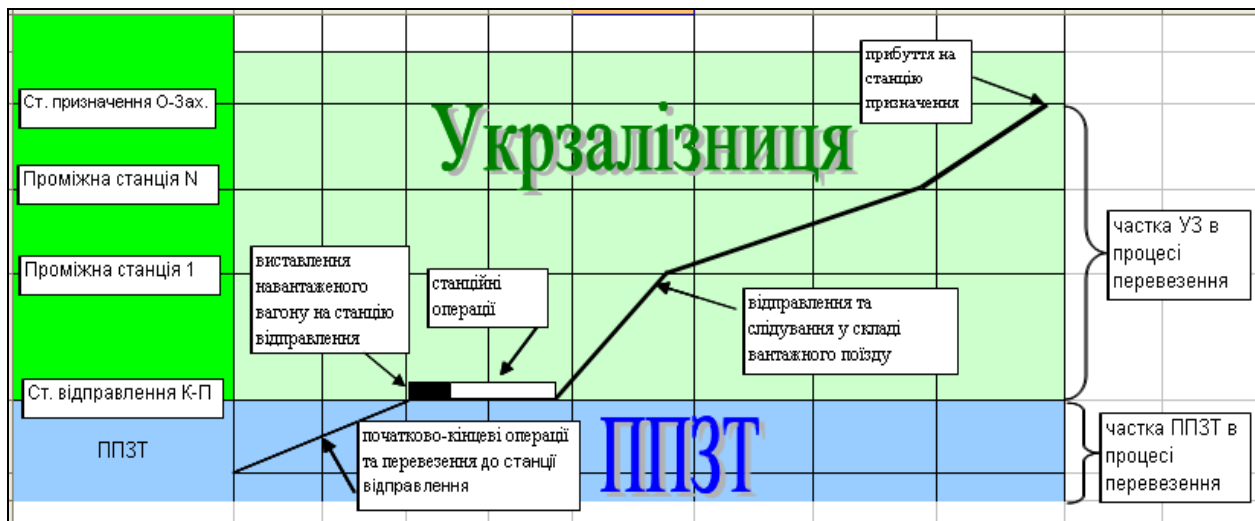 прибуття на
станцію
призначення
Ст. призначення О-Зах.
Укрзалізниця
Проміжна станція N
частка УЗ в
процесі
перевезення
виставлення
навантаженого
вагону на станцію
відправлення
станційні
операції
Проміжна станція 1
відправлення та
слідування у складі
вантажного поїзду
Ст. відправлення К-П
ППЗТ
початково-кінцеві операції
та перевезення до станції
відправлення
ППЗТ
частка ППЗТ в
процесі
перевезення